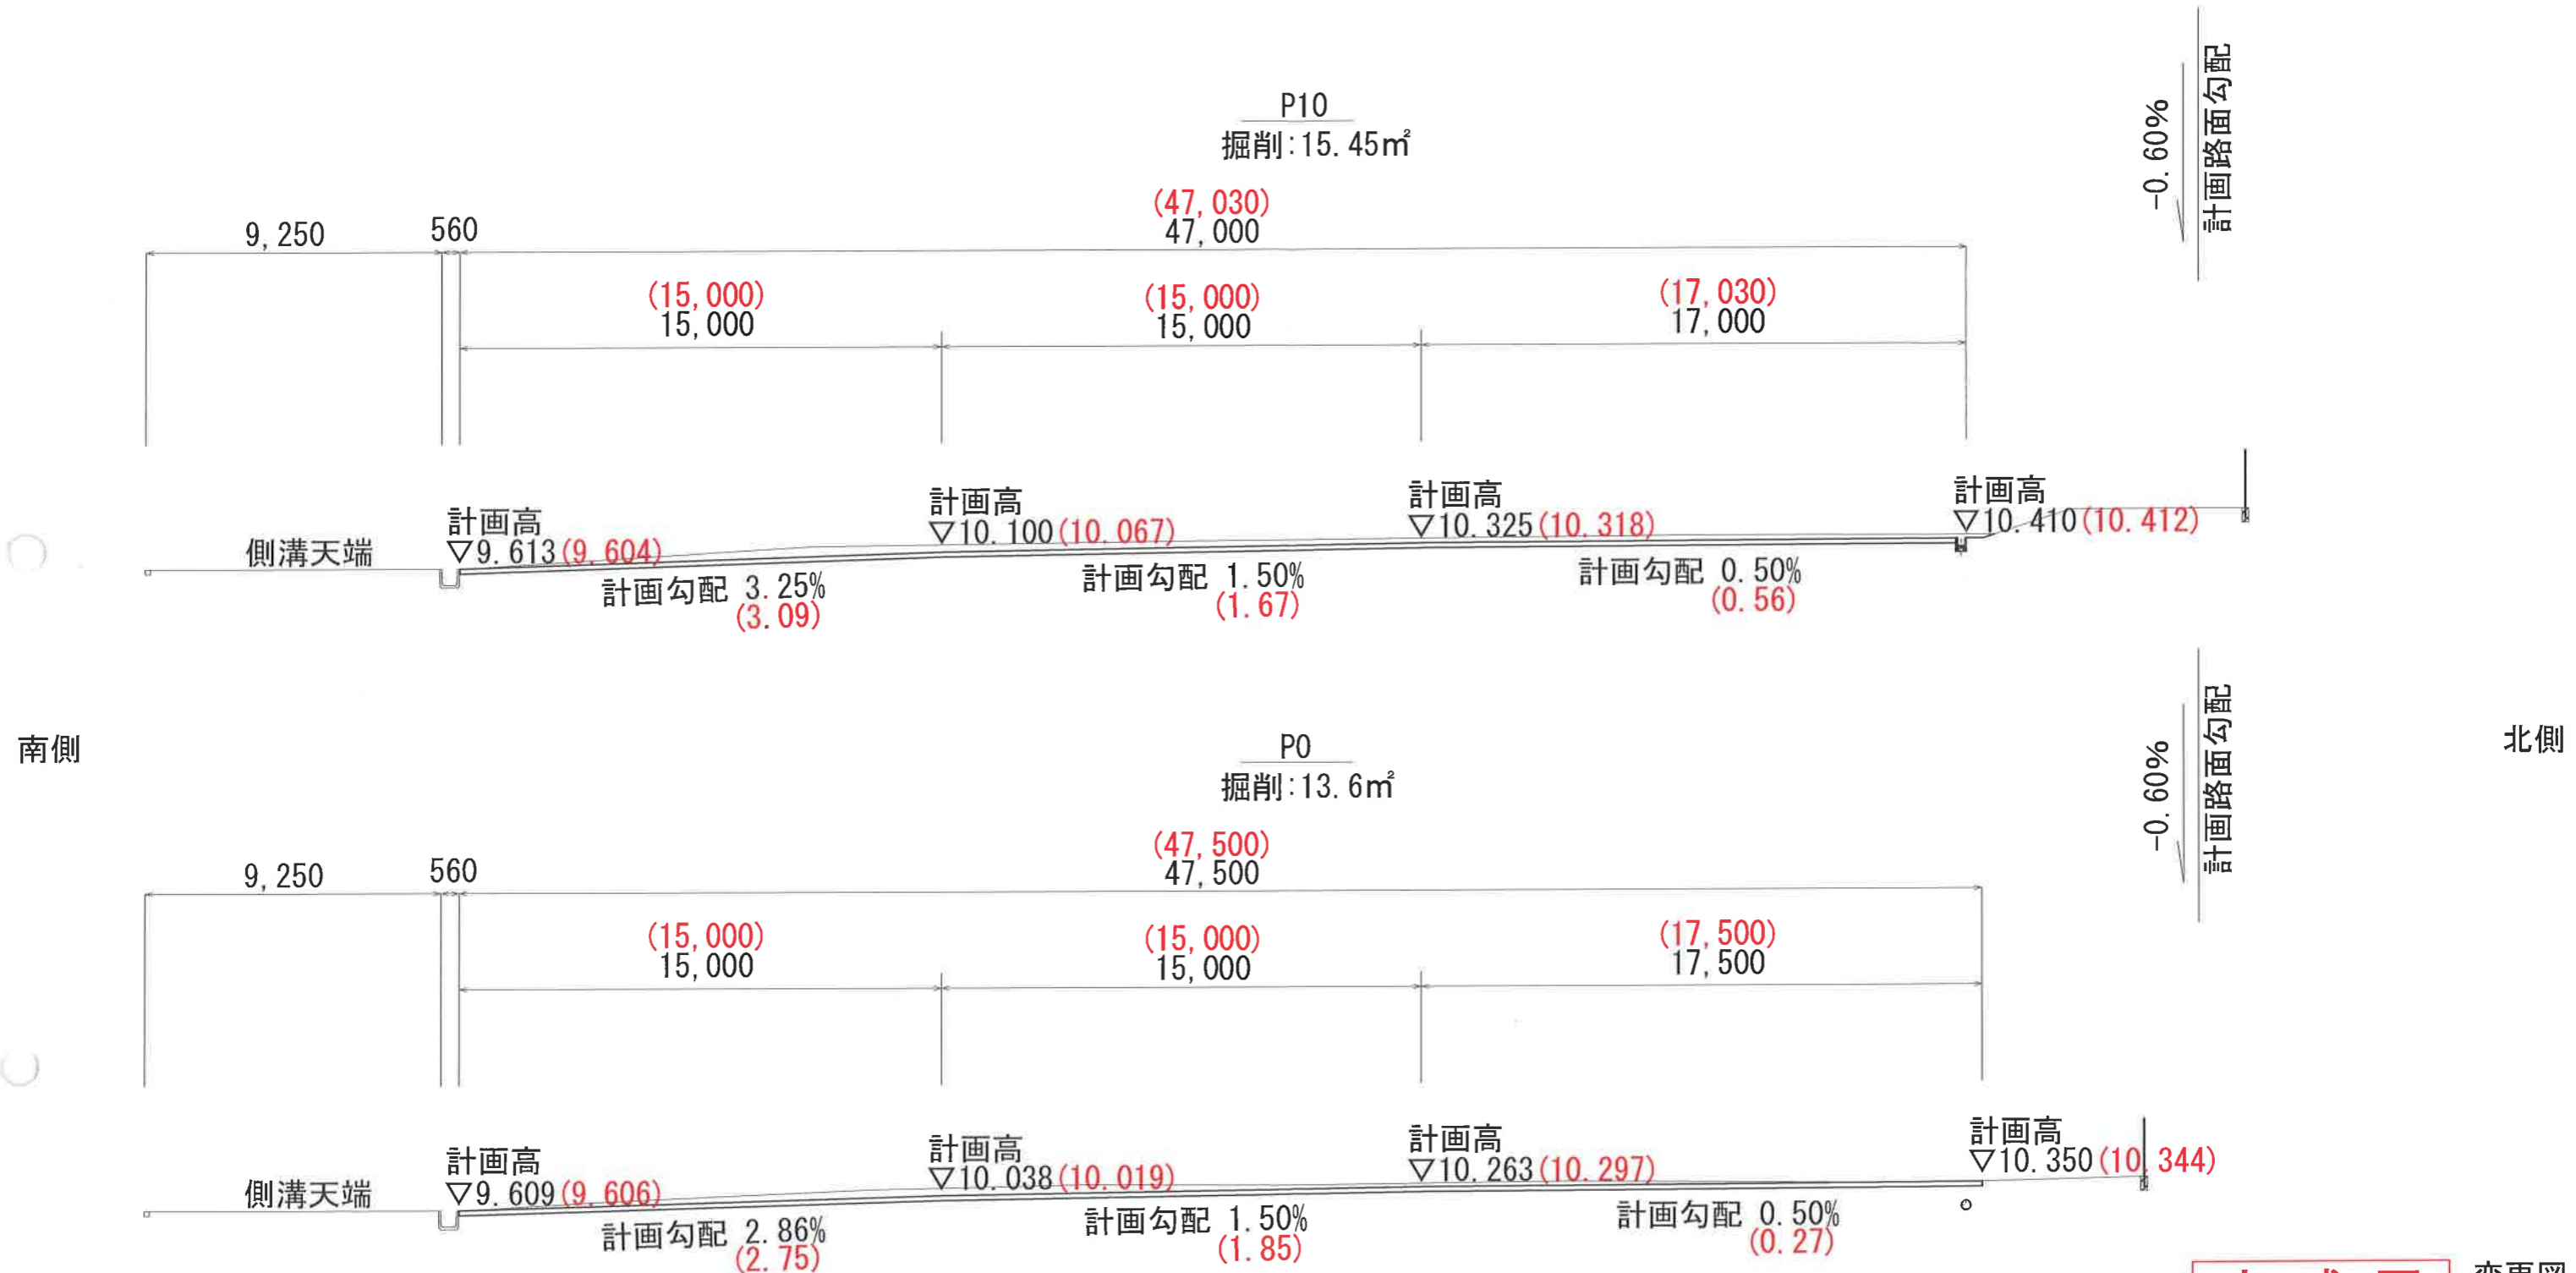 P10
掘削:15.45㎡
-0.60%
計画路面勾配
(47,030)
9,250 560 47,000
(15,000) (15,000) (17,030)
15,000 15,000 17,000
計画高 計画高 計画高 計画高
側溝天端 ▽9.613(9.604) ▽10.100(10.067) ▽10.325(10.318) ▽10.410(10.412)
計画勾配 3.25% 計画勾配 1.50% 計画勾配 0.50%
(3.09) (1.67) (0.56)
南側 北側
P0
掘削:13.6㎡
-0.60%
計画路面勾配
(47,500)
9,250 560 47,500
(15,000) (15,000) (17,500)
15,000 15,000 17,500
計画高 計画高 計画高 計画高
側溝天端 ▽9.609(9.606) ▽10.038(10.019) ▽10.263(10.297) ▽10.350(10.344)
計画勾配 2.86% 計画勾配 1.50% 計画勾配 0.50%
(2.75) (1.85) (0.27)